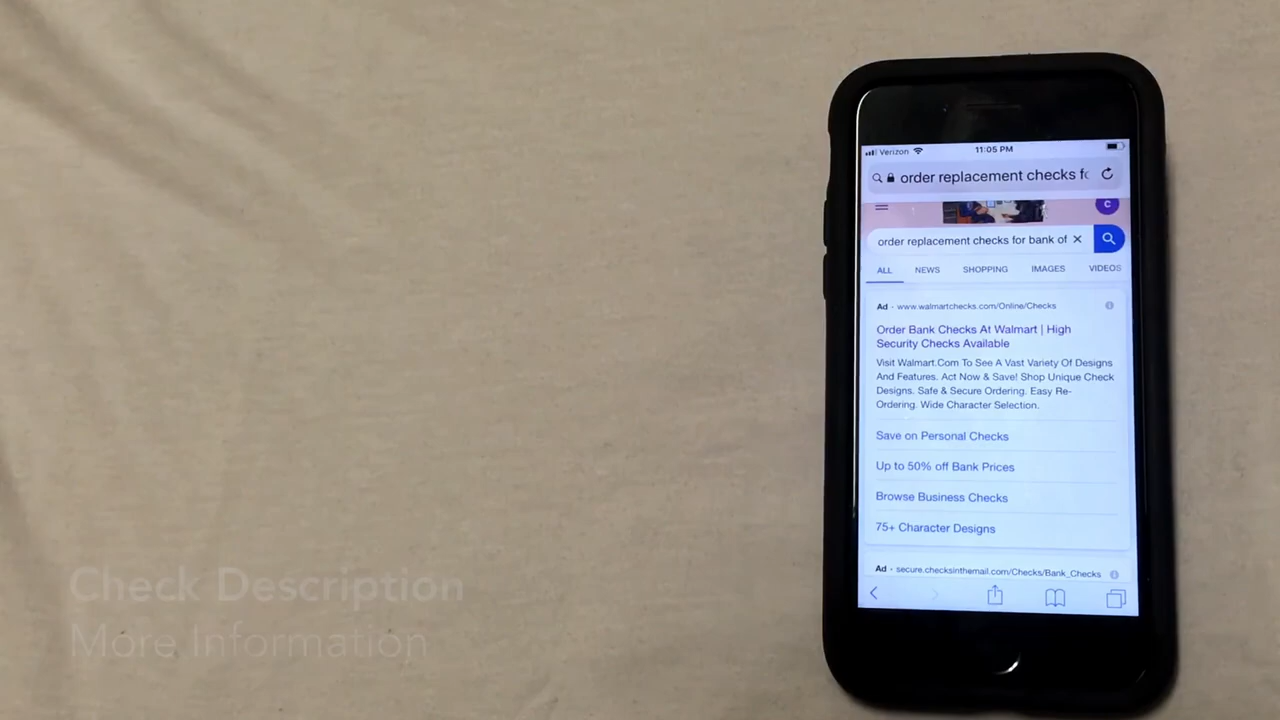 Verizon 11:05 PM
order replacement checks fo
C
order replacement checks for bank of ✕
ALL NEWS SHOPPING IMAGES VIDEOS
Ad · www.walmartchecks.com/Online/Checks
Order Bank Checks At Walmart | High
Security Checks Available
Visit Walmart.Com To See A Vast Variety Of Designs
And Features. Act Now & Save! Shop Unique Check
Designs. Safe & Secure Ordering. Easy Re-
Ordering. Wide Character Selection.
Save on Personal Checks
Up to 50% off Bank Prices
Browse Business Checks
75+ Character Designs
Ad · secure.checksinthemail.com/Checks/Bank_Checks
Check Description
More Information